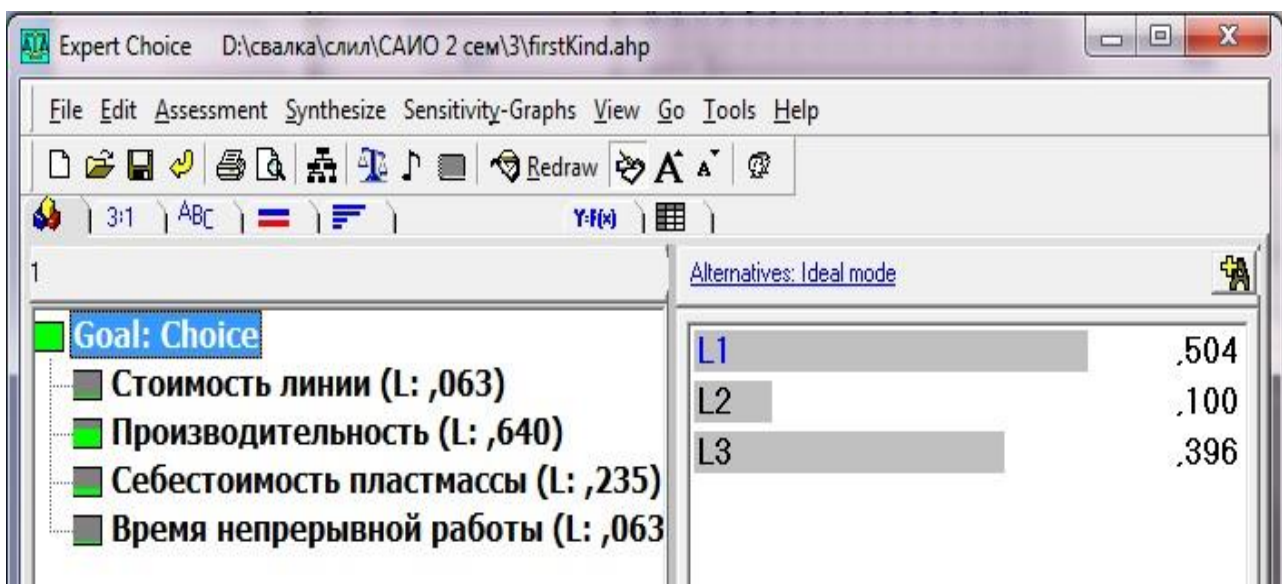 Expert Choice D:\свалка\слил\САИО 2 сем\3\firstKind.ahp
File Edit Assessment Synthesize Sensitivity-Graphs View Go Tools Help
Redraw A A
3:1 ABC Y=F(x)
1
Alternatives: Ideal mode
Goal: Choice
Стоимость линии (L: ,063)
Производительность (L: ,640)
Себестоимость пластмассы (L: ,235)
Время непрерывной работы (L: ,063
L1 ,504
L2 ,100
L3 ,396